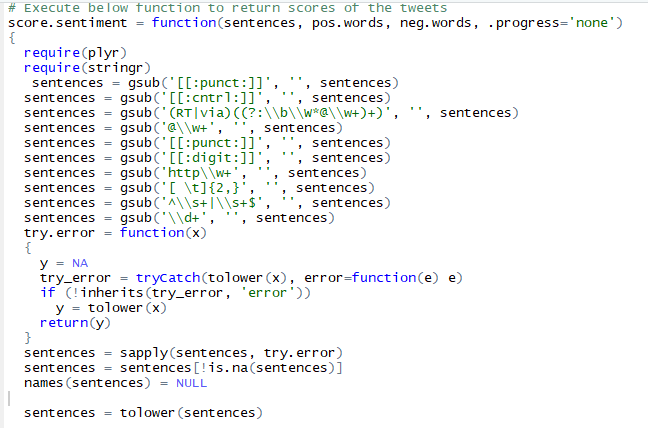 # Execute below function to return scores of the tweets
score.sentiment = function(sentences, pos.words, neg.words, .progress='none')
{
  require(plyr)
  require(stringr)
   sentences = gsub('[[:punct:]]', '', sentences)
  sentences = gsub('[[:cntrl:]]', '', sentences)
  sentences = gsub('(RT|via)((?:\\b\\W*@\\w+)+)', '', sentences)
  sentences = gsub('@\\w+', '', sentences)
  sentences = gsub('[[:punct:]]', '', sentences)
  sentences = gsub('[[:digit:]]', '', sentences)
  sentences = gsub('http\\w+', '', sentences)
  sentences = gsub('[ \t]{2,}', '', sentences)
  sentences = gsub('^\\s+|\\s+$', '', sentences)
  sentences = gsub('\\d+', '', sentences)
  try.error = function(x)
  {
    y = NA
    try_error = tryCatch(tolower(x), error=function(e) e)
    if (!inherits(try_error, 'error'))
      y = tolower(x)
    return(y)
  }
  sentences = sapply(sentences, try.error)
  sentences = sentences[!is.na(sentences)]
  names(sentences) = NULL
  sentences = tolower(sentences)